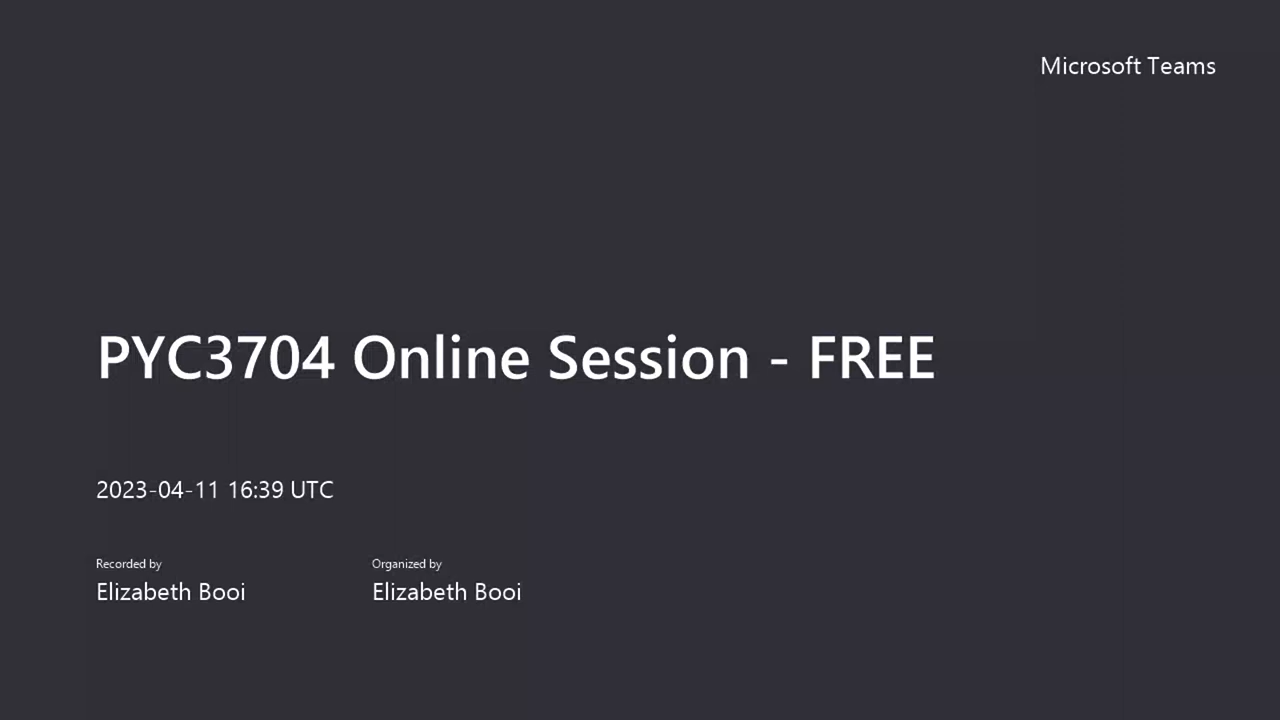 Microsoft Teams
PYC3704 Online Session - FREE
2023-04-11 16:39 UTC
Recorded by
Organized by
Elizabeth Booi
Elizabeth Booi